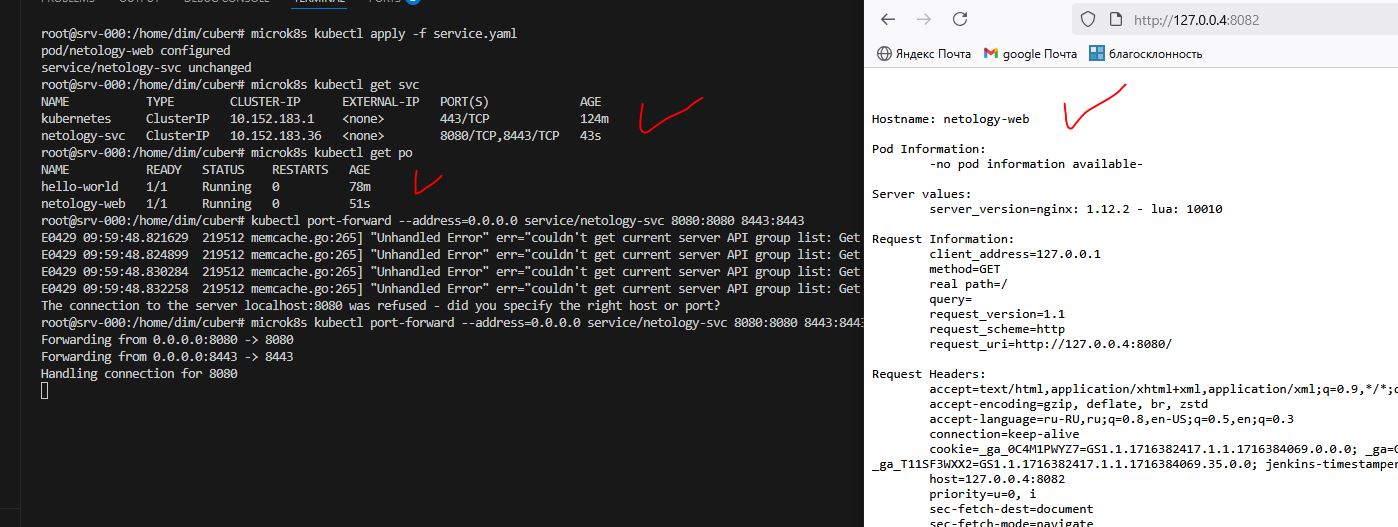 PROBLEMS OUTPUT DEBUG CONSOLE TERMINAL PORTS
root@srv-000:/home/dim/cuber# microk8s kubectl apply -f service.yaml
pod/netology-web configured
service/netology-svc unchanged
root@srv-000:/home/dim/cuber# microk8s kubectl get svc
NAME TYPE CLUSTER-IP EXTERNAL-IP PORT(S) AGE
kubernetes ClusterIP 10.152.183.1 <none> 443/TCP 124m
netology-svc ClusterIP 10.152.183.36 <none> 8080/TCP,8443/TCP 43s
root@srv-000:/home/dim/cuber# microk8s kubectl get po
NAME READY STATUS RESTARTS AGE
hello-world 1/1 Running 0 78m
netology-web 1/1 Running 0 51s
root@srv-000:/home/dim/cuber# kubectl port-forward --address=0.0.0.0 service/netology-svc 8080:8080 8443:8443
E0429 09:59:48.821629 219512 memcache.go:265] "Unhandled Error" err="couldn't get current server API group list: Get
E0429 09:59:48.824899 219512 memcache.go:265] "Unhandled Error" err="couldn't get current server API group list: Get
E0429 09:59:48.830284 219512 memcache.go:265] "Unhandled Error" err="couldn't get current server API group list: Get
E0429 09:59:48.832258 219512 memcache.go:265] "Unhandled Error" err="couldn't get current server API group list: Get
The connection to the server localhost:8080 was refused - did you specify the right host or port?
root@srv-000:/home/dim/cuber# microk8s kubectl port-forward --address=0.0.0.0 service/netology-svc 8080:8080 8443:8443
Forwarding from 0.0.0.0:8080 -> 8080
Forwarding from 0.0.0.0:8443 -> 8443
Handling connection for 8080
http://127.0.0.4:8082
Яндекс Почта google Почта благосклонность
Hostname: netology-web
Pod Information:
-no pod information available-
Server values:
server_version=nginx: 1.12.2 - lua: 10010
Request Information:
client_address=127.0.0.1
method=GET
real path=/
query=
request_version=1.1
request_scheme=http
request_uri=http://127.0.0.4:8080/
Request Headers:
accept=text/html,application/xhtml+xml,application/xml;q=0.9,*/*;q
accept-encoding=gzip, deflate, br, zstd
accept-language=ru-RU,ru;q=0.8,en-US;q=0.5,en;q=0.3
connection=keep-alive
cookie=_ga_0C4M1PWYZ7=GS1.1.1716382417.1.1.1716384069.0.0.0; _ga=G
_ga_T11SF3WXX2=GS1.1.1716382417.1.1.1716384069.35.0.0; jenkins-timestamper
host=127.0.0.4:8082
priority=u=0, i
sec-fetch-dest=document
sec-fetch-mode=navigate